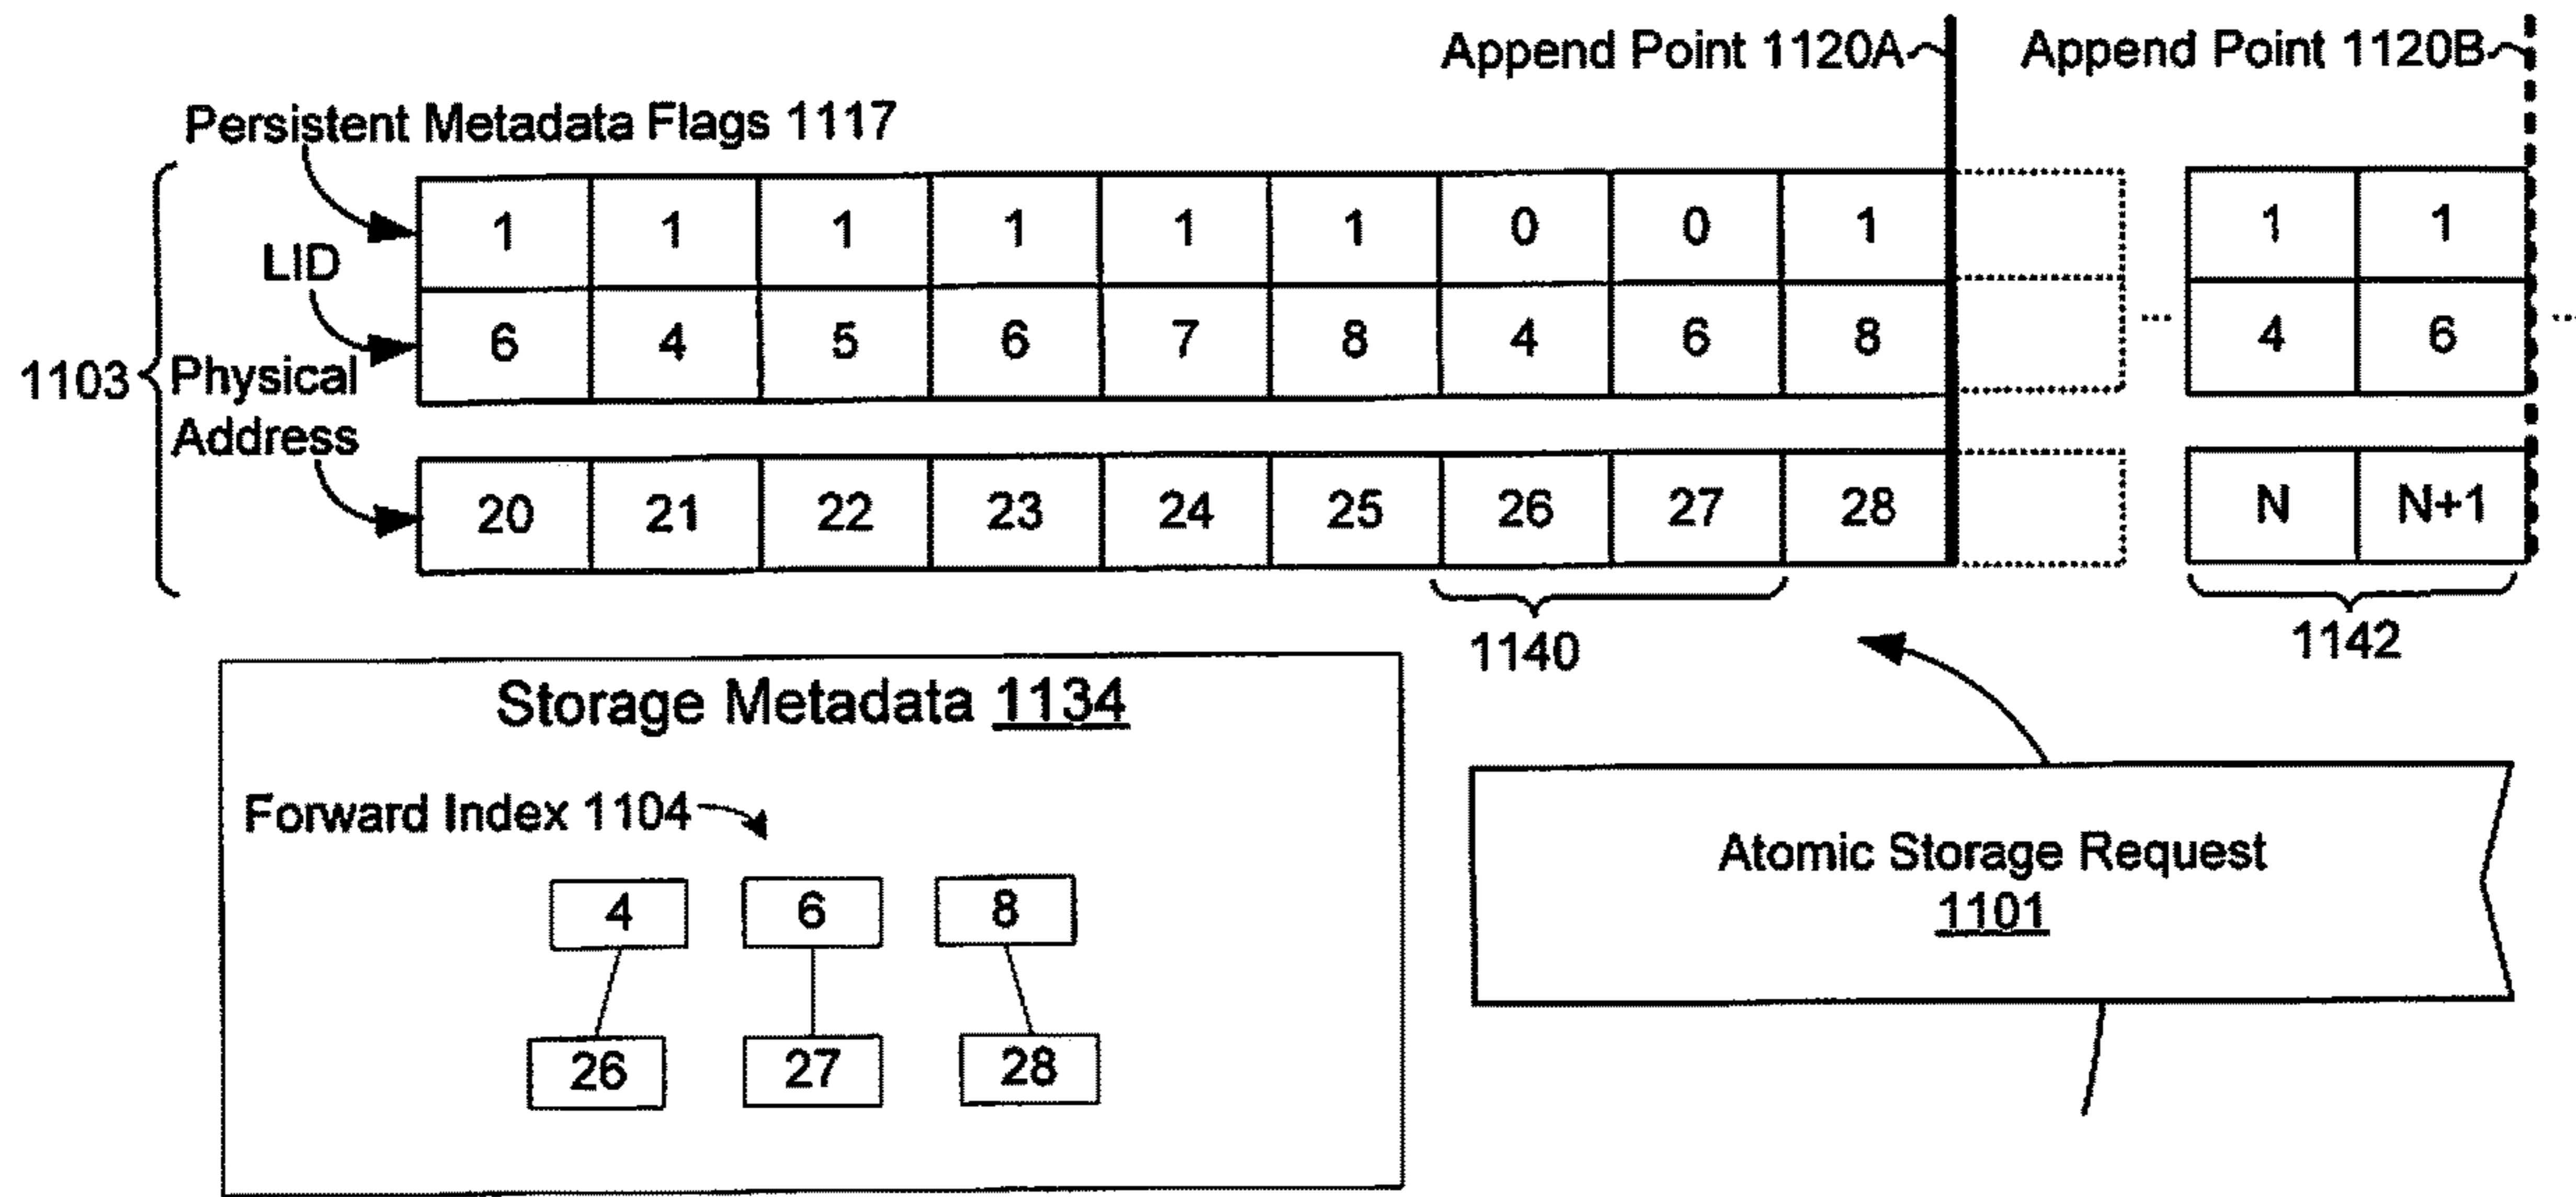 Append Point 1120A
Append Point 1120B
Persistent Metadata Flags 1117
1 1 1 1 1 1 0 0 1 1 1
LID
6 4 5 6 7 8 4 6 8 ... 4 6 ...
1103
Physical
Address
20 21 22 23 24 25 26 27 28 N N+1
1140
1142
Storage Metadata 1134
Forward Index 1104
4 6 8
26 27 28
Atomic Storage Request
1101